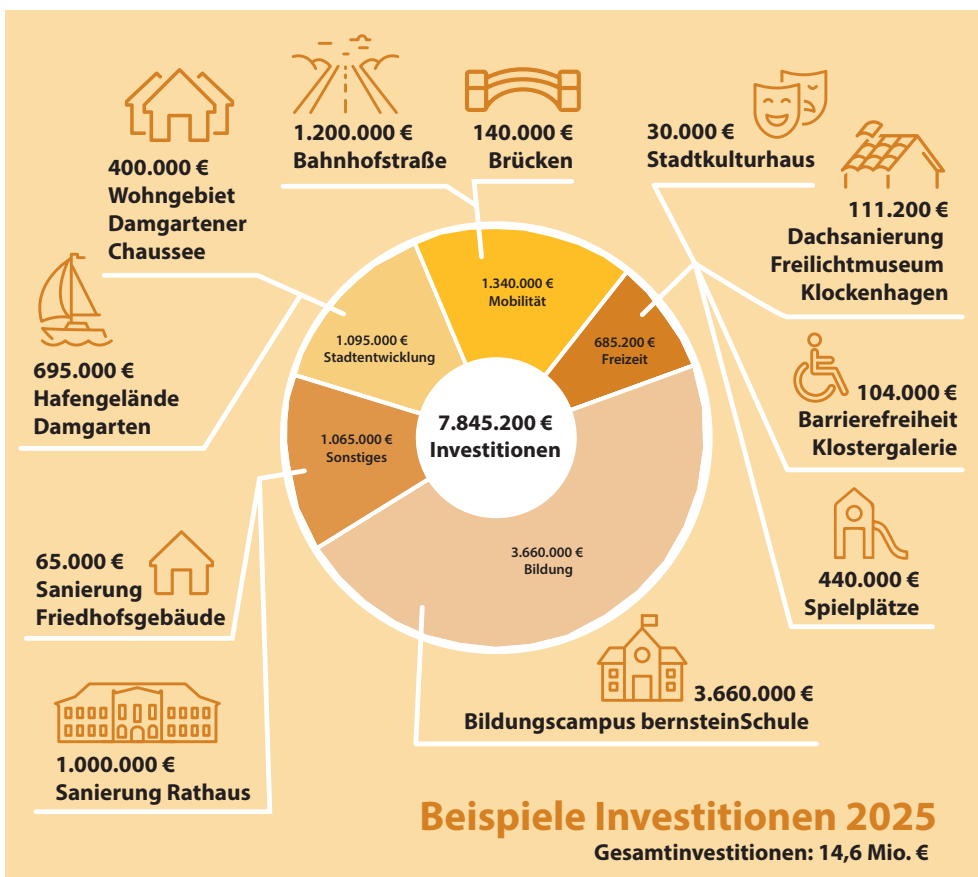 1.200.000 €
Bahnhofstraße
140.000 €
Brücken
30.000 €
Stadtkulturhaus
400.000 €
Wohngebiet
Damgartener
Chaussee
111.200 €
Dachsanierung
Freilichtmuseum
Klockenhagen
695.000 €
Hafengelände
Damgarten
104.000 €
Barrierefreiheit
Klostergalerie
1.340.000 €
Mobilität
685.200 €
Freizeit
1.095.000 €
Stadtentwicklung
7.845.200 €
Investitionen
1.065.000 €
Sonstiges
3.660.000 €
Bildung
65.000 €
Sanierung
Friedhofsgebäude
440.000 €
Spielplätze
3.660.000 €
Bildungscampus bernsteinSchule
1.000.000 €
Sanierung Rathaus
Beispiele Investitionen 2025
Gesamtinvestitionen: 14,6 Mio. €